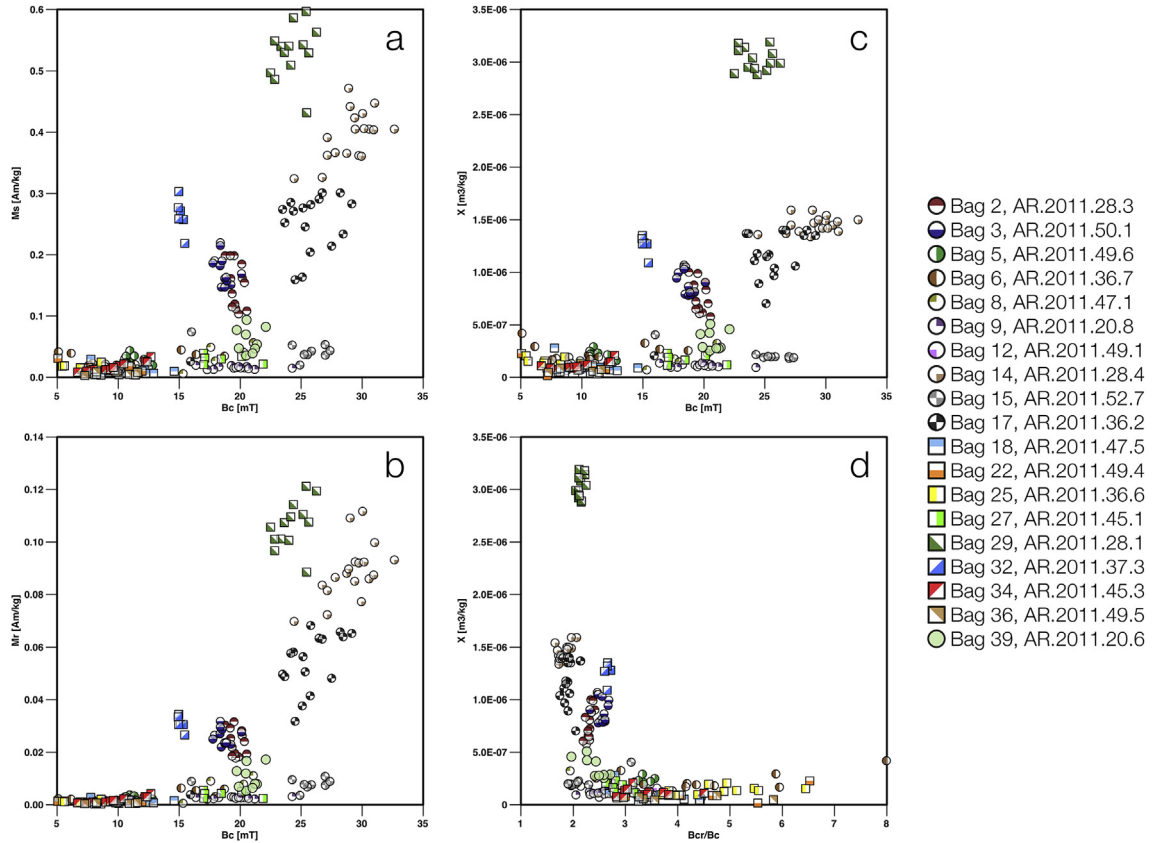 a
0.6
0.5
0.4
0.3
0.2
0.1
0.0
Ms [Am/kg]
5 10 15 20 25 30 35
Bc [mT]
c
3.5E-06
3.0E-06
2.5E-06
2.0E-06
1.5E-06
1.0E-06
5.0E-07
0
X [m3/kg]
5 10 15 20 25 30 35
Bc [mT]
b
0.14
0.12
0.10
0.08
0.06
0.04
0.02
0.00
Mr [Am/kg]
5 10 15 20 25 30 35
Bc [mT]
d
3.5E-06
3.0E-06
2.5E-06
2.0E-06
1.5E-06
1.0E-06
5.0E-07
0
X [m3/kg]
1 2 3 4 5 6 7 8
Bcr/Bc
Bag 2, AR.2011.28.3
Bag 3, AR.2011.50.1
Bag 5, AR.2011.49.6
Bag 6, AR.2011.36.7
Bag 8, AR.2011.47.1
Bag 9, AR.2011.20.8
Bag 12, AR.2011.49.1
Bag 14, AR.2011.28.4
Bag 15, AR.2011.52.7
Bag 17, AR.2011.36.2
Bag 18, AR.2011.47.5
Bag 22, AR.2011.49.4
Bag 25, AR.2011.36.6
Bag 27, AR.2011.45.1
Bag 29, AR.2011.28.1
Bag 32, AR.2011.37.3
Bag 34, AR.2011.45.3
Bag 36, AR.2011.49.5
Bag 39, AR.2011.20.6